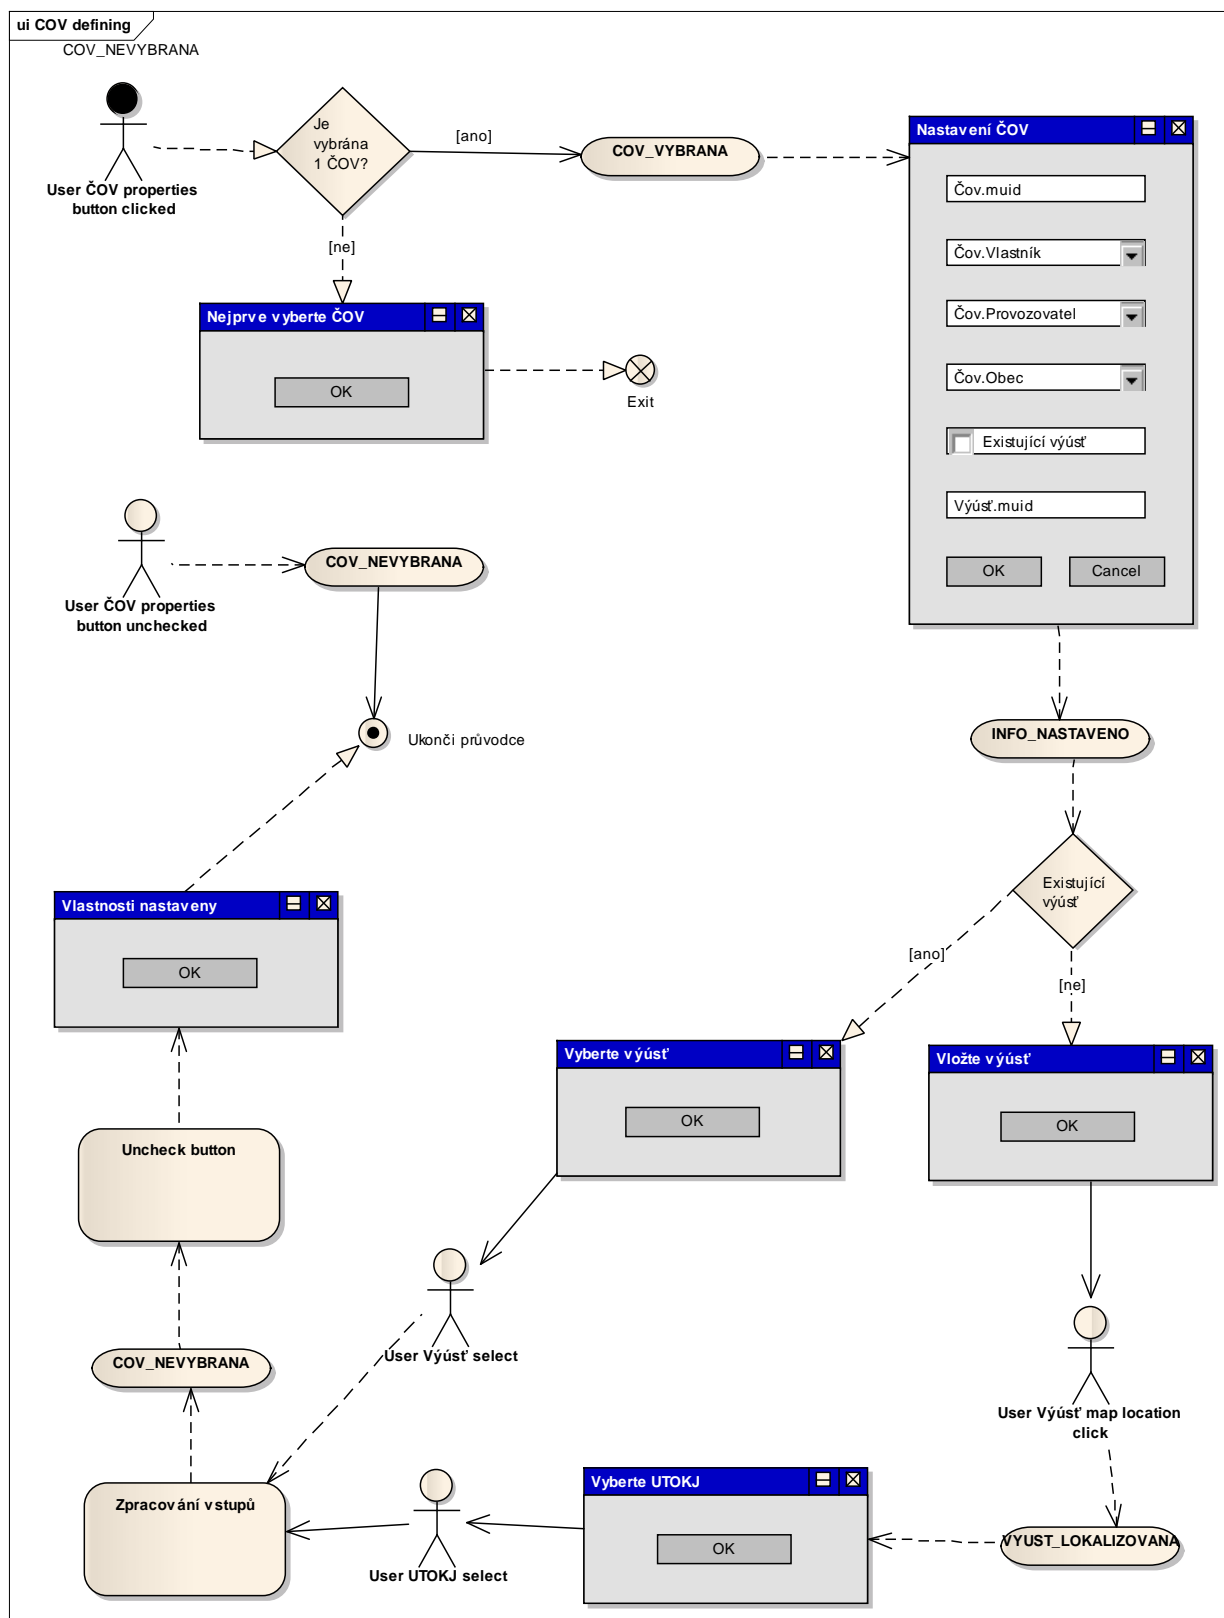 ui COV defining
COV_NEVYBRANA
Je
vybrána
1 ČOV?
[ano]
COV_VYBRANA
User ČOV properties
button clicked
[ne]
Nastavení ČOV
Čov.muid
Čov.Vlastník
Čov.Provozovatel
Čov.Obec
Existující výúsť
Výúsť.muid
OK
Cancel
Nejprve vyberte ČOV
OK
Exit
COV_NEVYBRANA
User ČOV properties
button unchecked
Ukonči průvodce
INFO_NASTAVENO
Existující
výúsť
[ano]
[ne]
Vlastnosti nastaveny
OK
Vyberte výúsť
OK
Vložte výúsť
OK
Uncheck button
User Výúsť select
COV_NEVYBRANA
User Výúsť map location
click
Zpracování vstupů
User UTOKJ select
Vyberte UTOKJ
OK
VYUST_LOKALIZOVANA